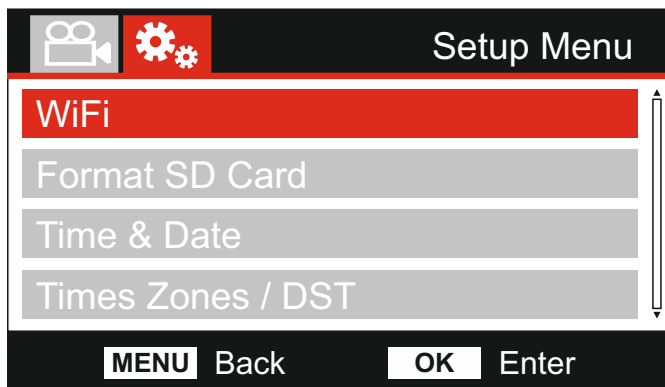 Setup Menu
WiFi
Format SD Card
Time & Date
Times Zones / DST
MENU Back OK Enter